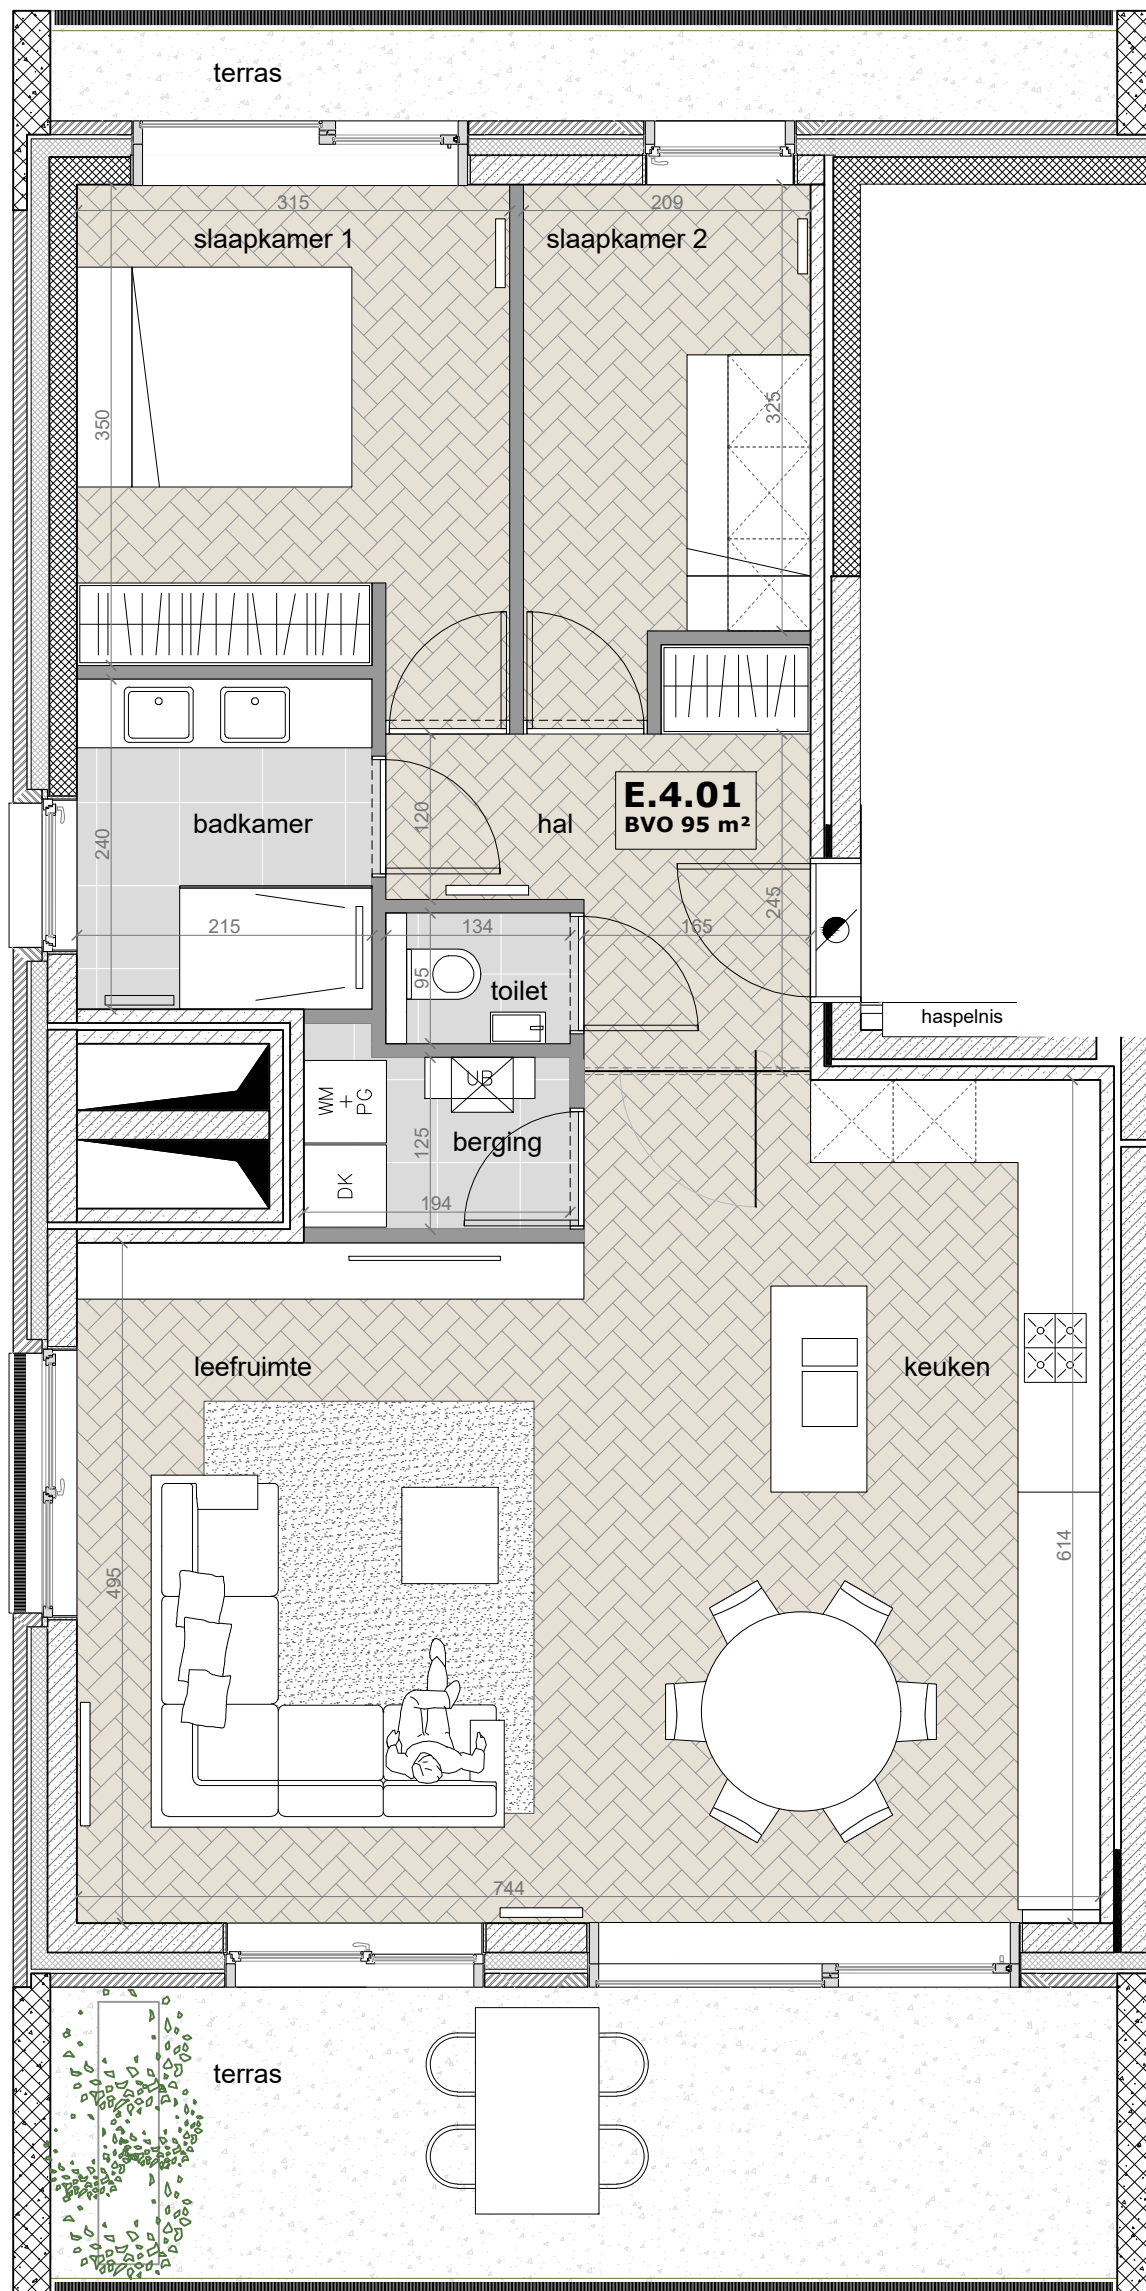 terras
315
209
slaapkamer 1
slaapkamer 2
350
325
E.4.01
BVO 95 m²
badkamer
hal
120
240
245
215
134
165
95
toilet
haspelnis
UB
WM
+
PG
125
berging
DK
194
leefruimte
keuken
614
495
744
terras